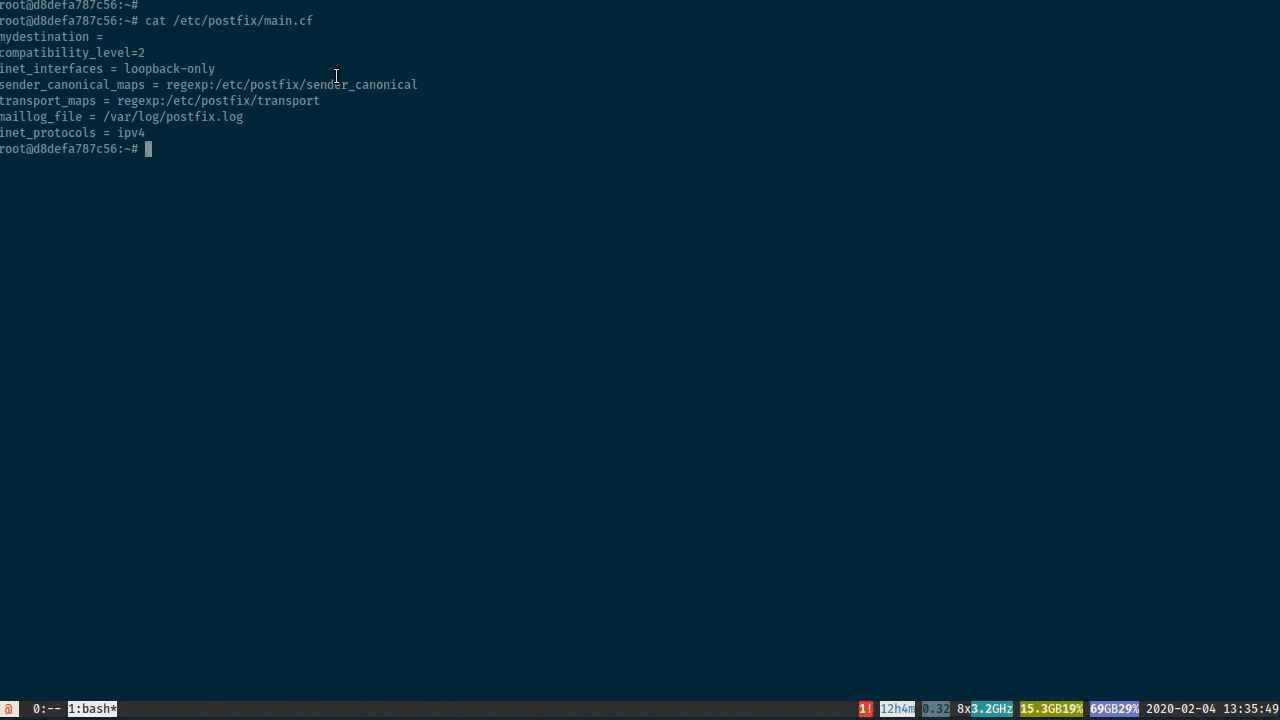 root@d8defa787c56:~#
root@d8defa787c56:~# cat /etc/postfix/main.cf
mydestination =
compatibility_level=2
inet_interfaces = loopback-only
sender_canonical_maps = regexp:/etc/postfix/sender_canonical
transport_maps = regexp:/etc/postfix/transport
maillog_file = /var/log/postfix.log
inet_protocols = ipv4
root@d8defa787c56:~#
@ 0:-- 1:bash* 1! 12h4m 0.32 8x3.2GHz 15.3GB19% 69GB29% 2020-02-04 13:35:49